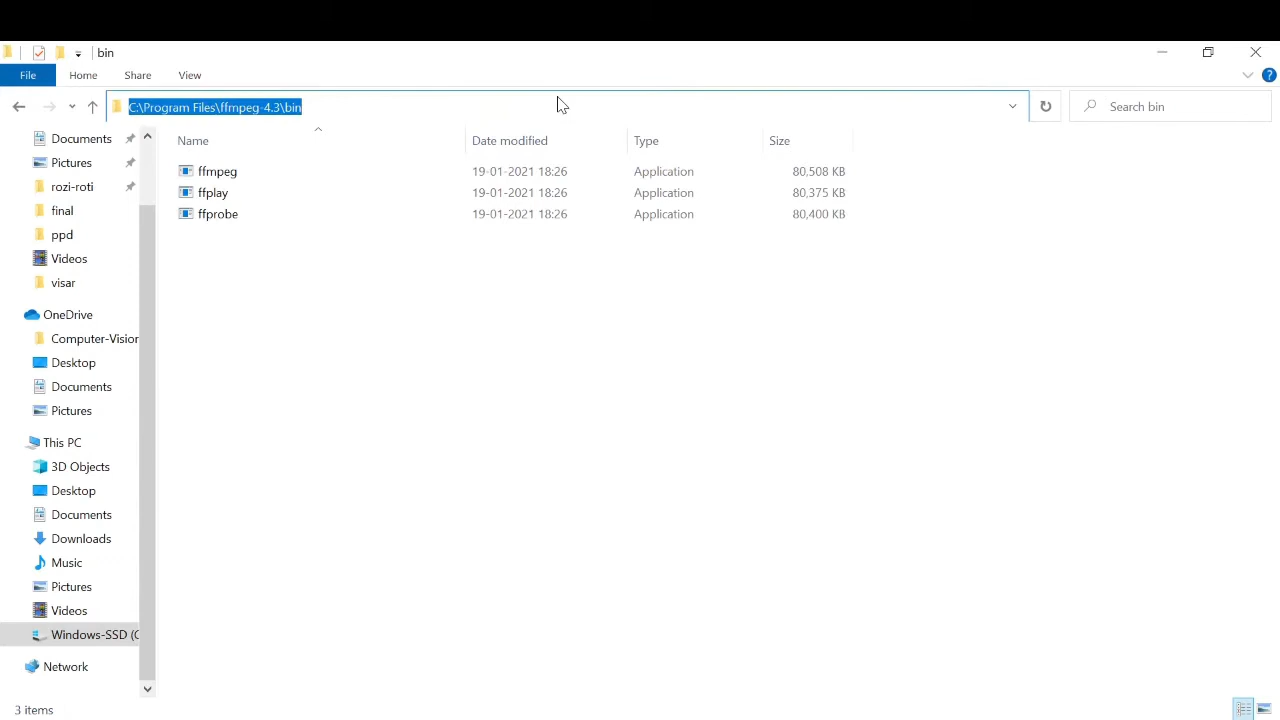 bin
File Home Share View
C:\Program Files\ffmpeg-4.3\bin
Search bin
Name Date modified Type Size
ffmpeg 19-01-2021 18:26 Application 80,508 KB
ffplay 19-01-2021 18:26 Application 80,375 KB
ffprobe 19-01-2021 18:26 Application 80,400 KB
Documents
Pictures
rozi-roti
final
ppd
Videos
visar
OneDrive
Computer-Vision
Desktop
Documents
Pictures
This PC
3D Objects
Desktop
Documents
Downloads
Music
Pictures
Videos
Windows-SSD (C
Network
3 items